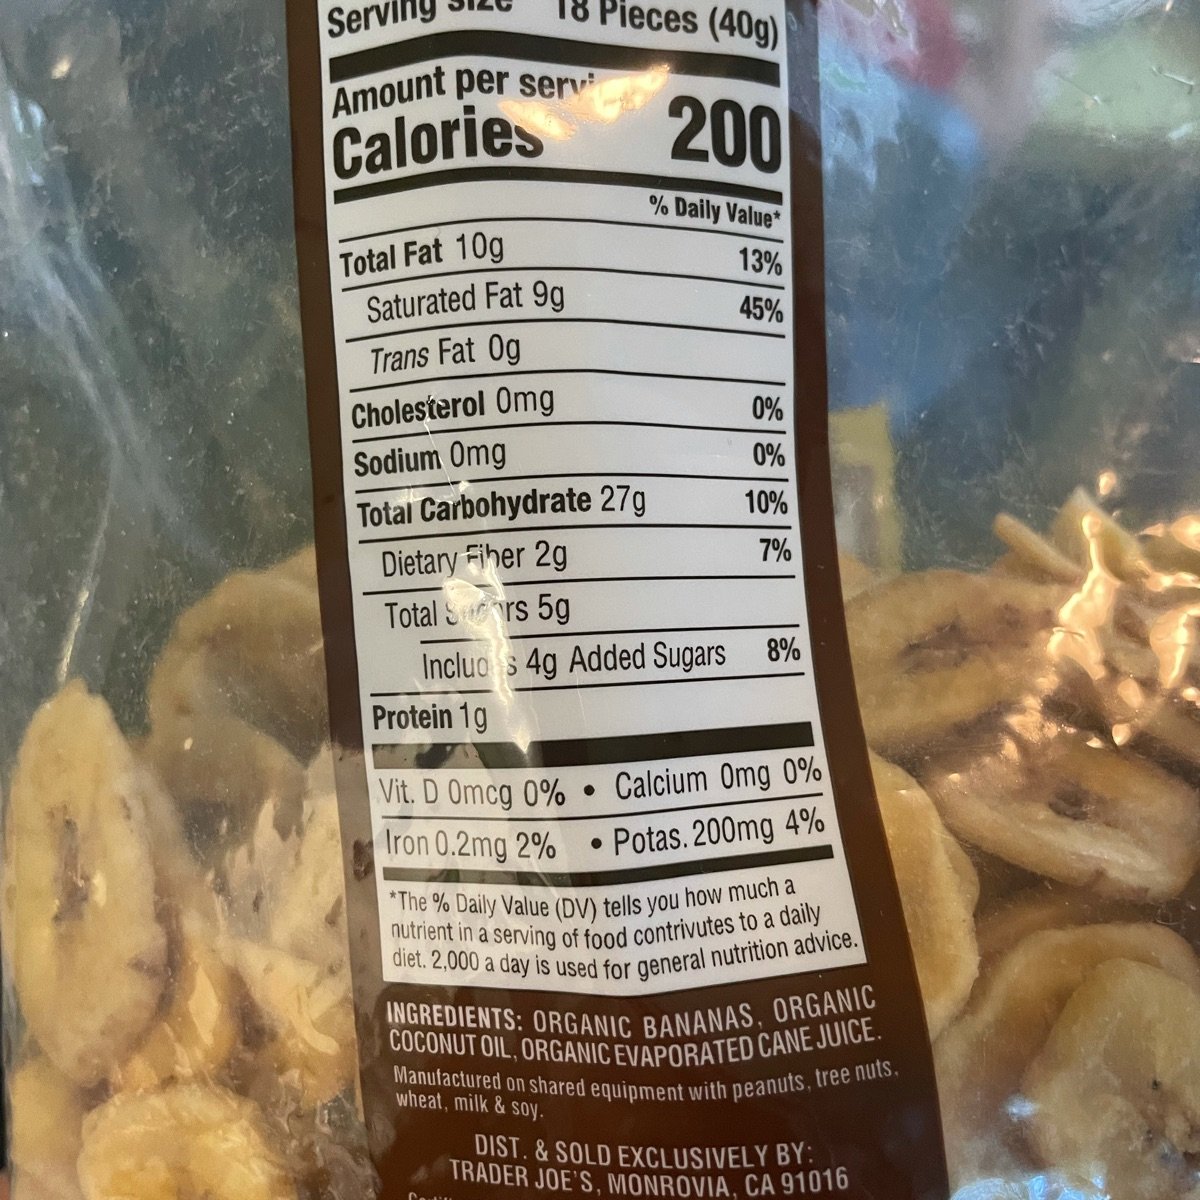 Serving size 18 Pieces (40g)
Amount per serving
Calories 200
% Daily Value*
Total Fat 10g 13%
Saturated Fat 9g 45%
Trans Fat 0g
Cholesterol 0mg 0%
Sodium 0mg 0%
Total Carbohydrate 27g 10%
Dietary Fiber 2g 7%
Total Sugars 5g
Includes 4g Added Sugars 8%
Protein 1g
Vit. D 0mcg 0% • Calcium 0mg 0%
Iron 0.2mg 2% • Potas. 200mg 4%
*The % Daily Value (DV) tells you how much a
nutrient in a serving of food contrivutes to a daily
diet. 2,000 a day is used for general nutrition advice.
INGREDIENTS: ORGANIC BANANAS, ORGANIC
COCONUT OIL, ORGANIC EVAPORATED CANE JUICE.
Manufactured on shared equipment with peanuts, tree nuts,
wheat, milk & soy.
DIST. & SOLD EXCLUSIVELY BY:
TRADER JOE'S, MONROVIA, CA 91016